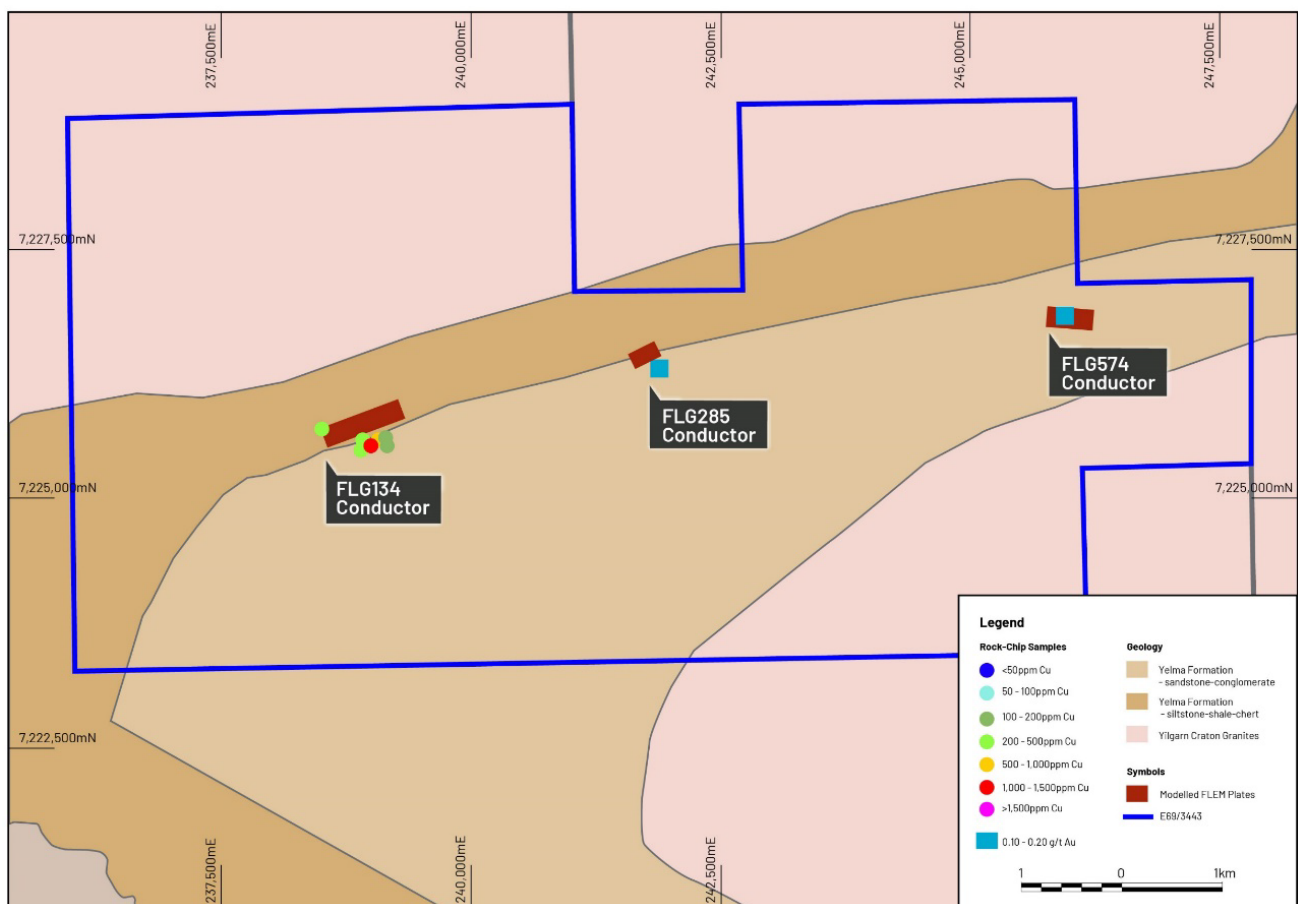 237,500mE
240,000mE
242,500mE
245,000mE
247,500mE
7,227,500mN
7,227,500mN
FLG574
Conductor
FLG285
Conductor
FLG134
Conductor
7,225,000mN
7,225,000mN
7,222,500mN
237,500mE
240,000mE
242,500mE
Legend
Rock-Chip Samples
<50ppm Cu
50 - 100ppm Cu
100 - 200ppm Cu
200 - 500ppm Cu
500 - 1,000ppm Cu
1,000 - 1,500ppm Cu
>1,500ppm Cu
0.10 - 0.20 g/t Au
Geology
Yelma Formation
- sandstone-conglomerate
Yelma Formation
- siltstone-shale-chert
Yilgarn Craton Granites
Symbols
Modelled FLEM Plates
E69/3443
1 0 1km